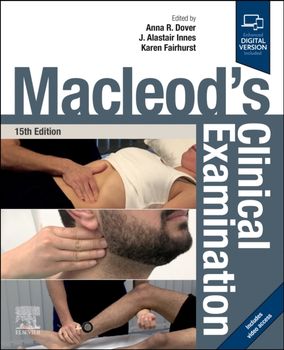 Edited by
Anna R. Dover
J. Alastair Innes
Karen Fairhurst
Enhanced
DIGITAL
VERSION
Included
Macleod's
15th Edition
Clinical
Examination
Includes
video access
ELSEVIER